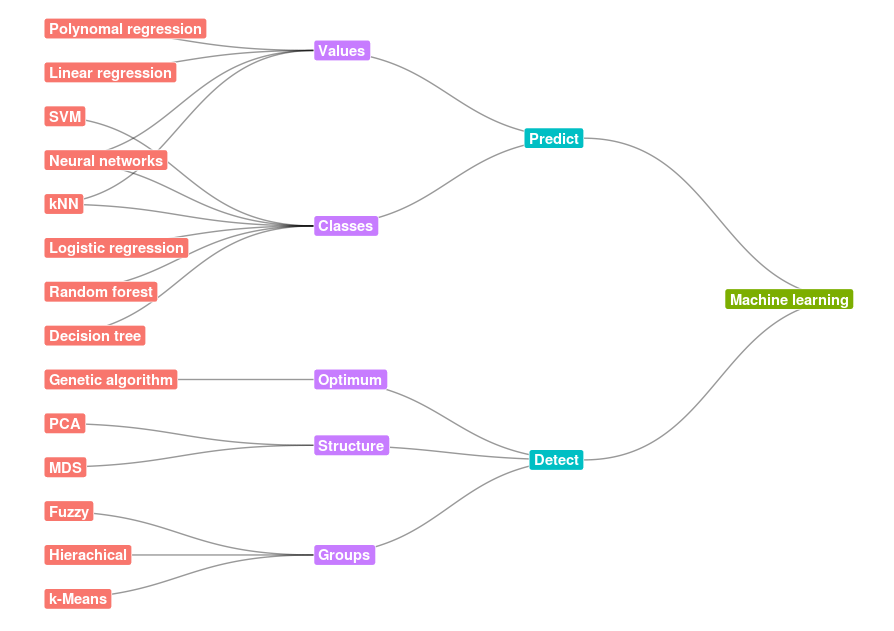 Polynomal regression
Values
Linear regression
SVM
Predict
Neural networks
kNN
Classes
Logistic regression
Random forest
Machine learning
Decision tree
Genetic algorithm
Optimum
PCA
Structure
Detect
MDS
Fuzzy
Hierachical
Groups
k-Means